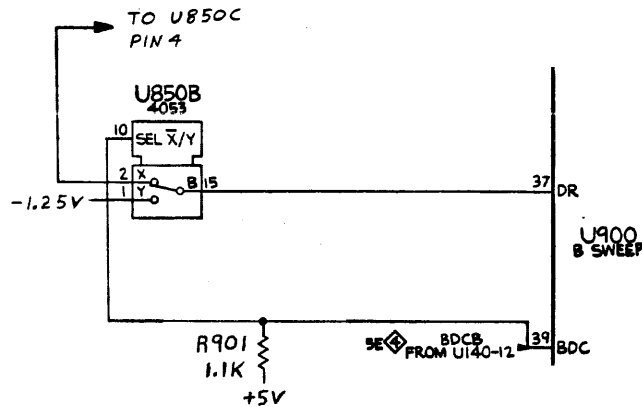 TO U850C
PIN 4
U850B
4053
10
SEL X̅/Y
2 X
B 15
1 Y
-1.25V
37
DR
U900
B SWEEP
R901
1.1K
+5V
5E 4
BDCB
FROM U140-12
39
BDC